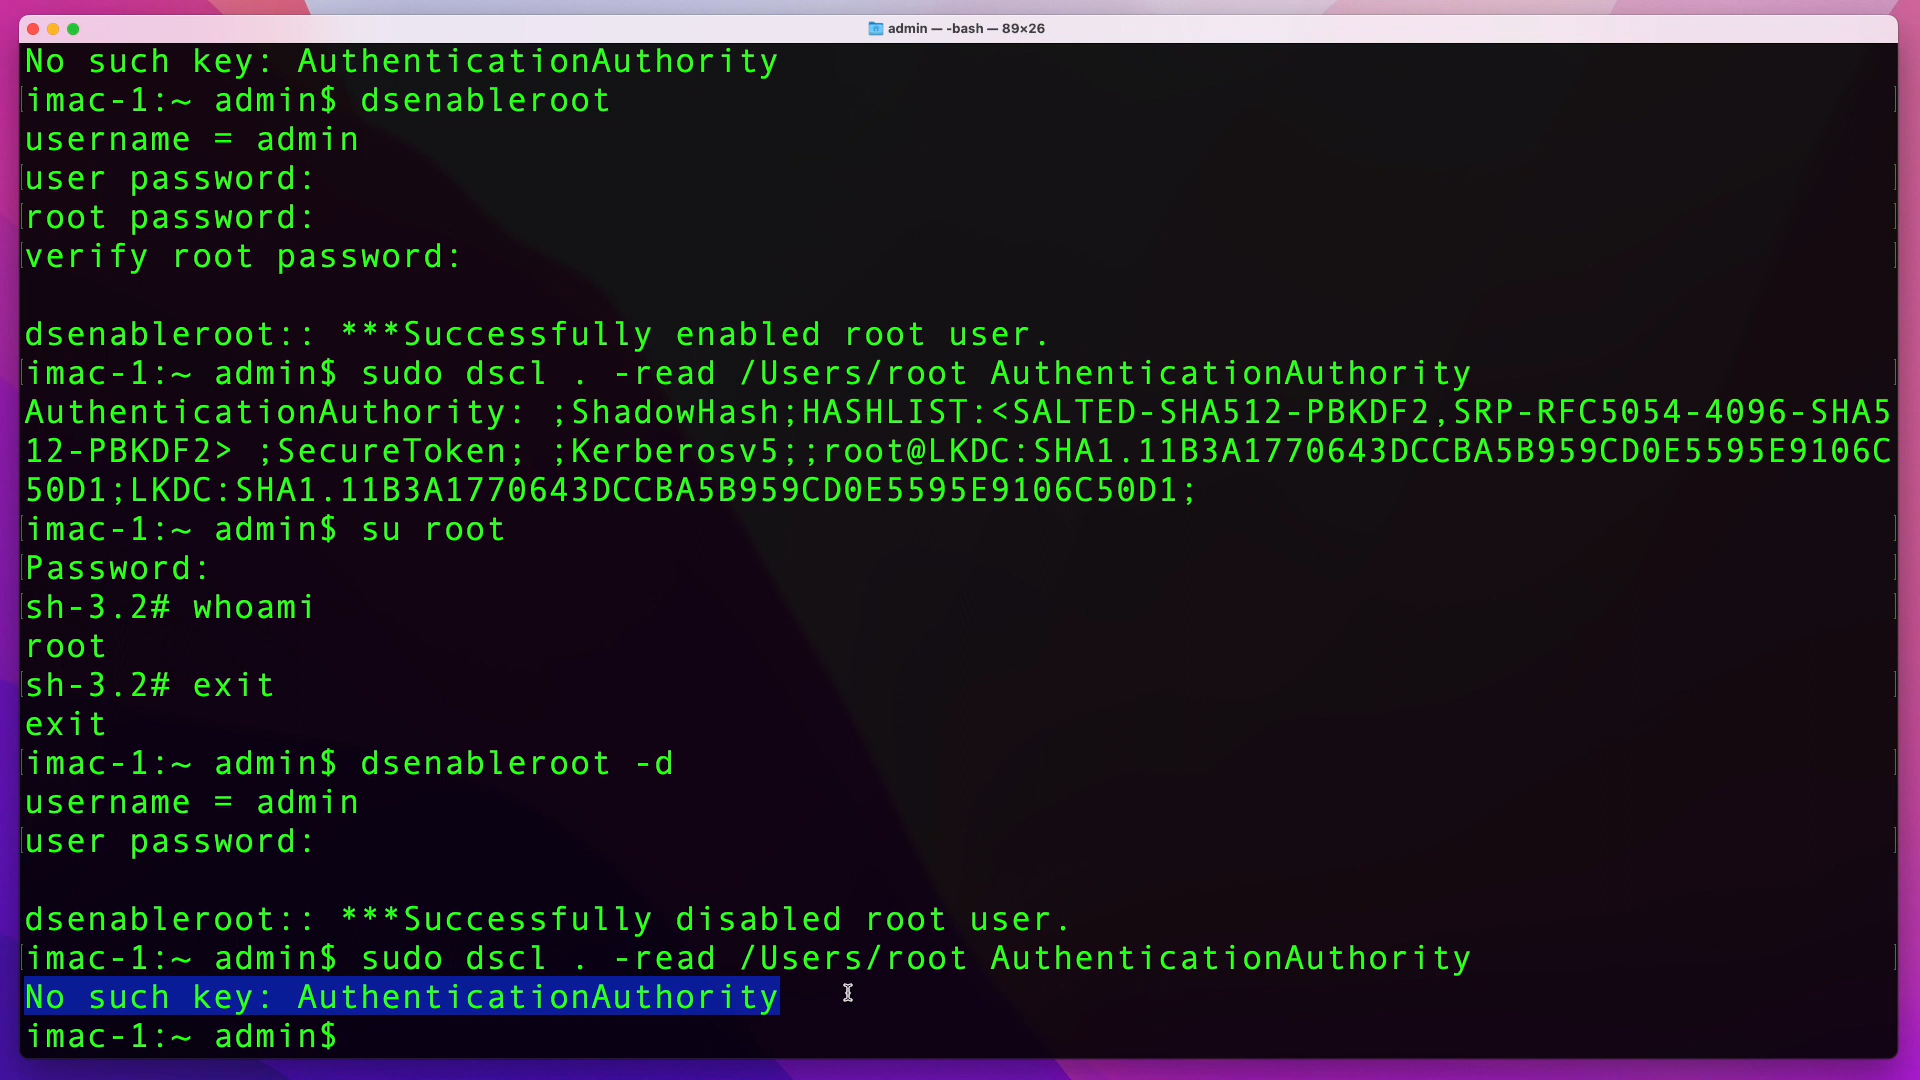 admin — -bash — 89×26
No such key: AuthenticationAuthority
imac-1:~ admin$ dsenableroot
username = admin
user password:
root password:
verify root password:
dsenableroot:: ***Successfully enabled root user.
imac-1:~ admin$ sudo dscl . -read /Users/root AuthenticationAuthority
AuthenticationAuthority: ;ShadowHash;HASHLIST:<SALTED-SHA512-PBKDF2,SRP-RFC5054-4096-SHA5
12-PBKDF2> ;SecureToken; ;Kerberosv5;;root@LKDC:SHA1.11B3A1770643DCCBA5B959CD0E5595E9106C
50D1;LKDC:SHA1.11B3A1770643DCCBA5B959CD0E5595E9106C50D1;
imac-1:~ admin$ su root
Password:
sh-3.2# whoami
root
sh-3.2# exit
exit
imac-1:~ admin$ dsenableroot -d
username = admin
user password:
dsenableroot:: ***Successfully disabled root user.
imac-1:~ admin$ sudo dscl . -read /Users/root AuthenticationAuthority
No such key: AuthenticationAuthority
imac-1:~ admin$